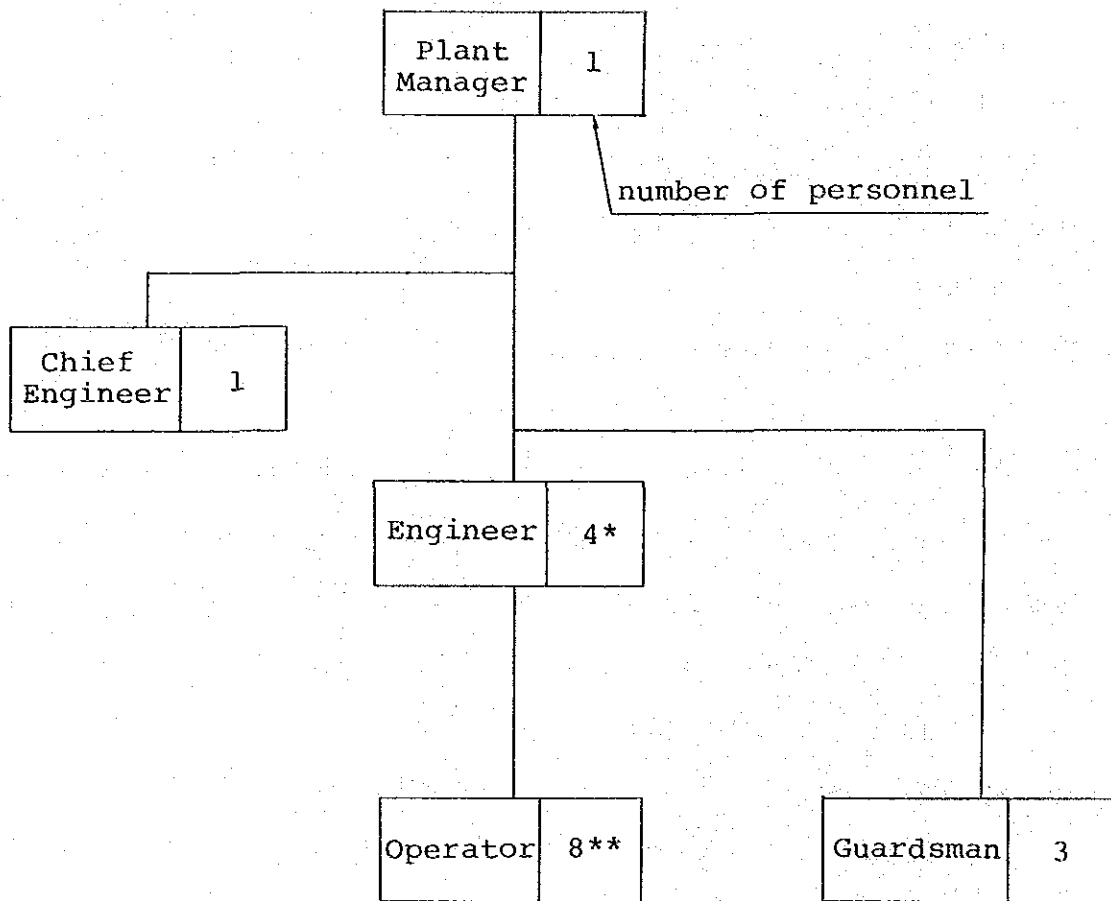 Plant
Manager
1
number of personnel
Chief
Engineer
1
Engineer
4*
Operator
8**
Guardsman
3